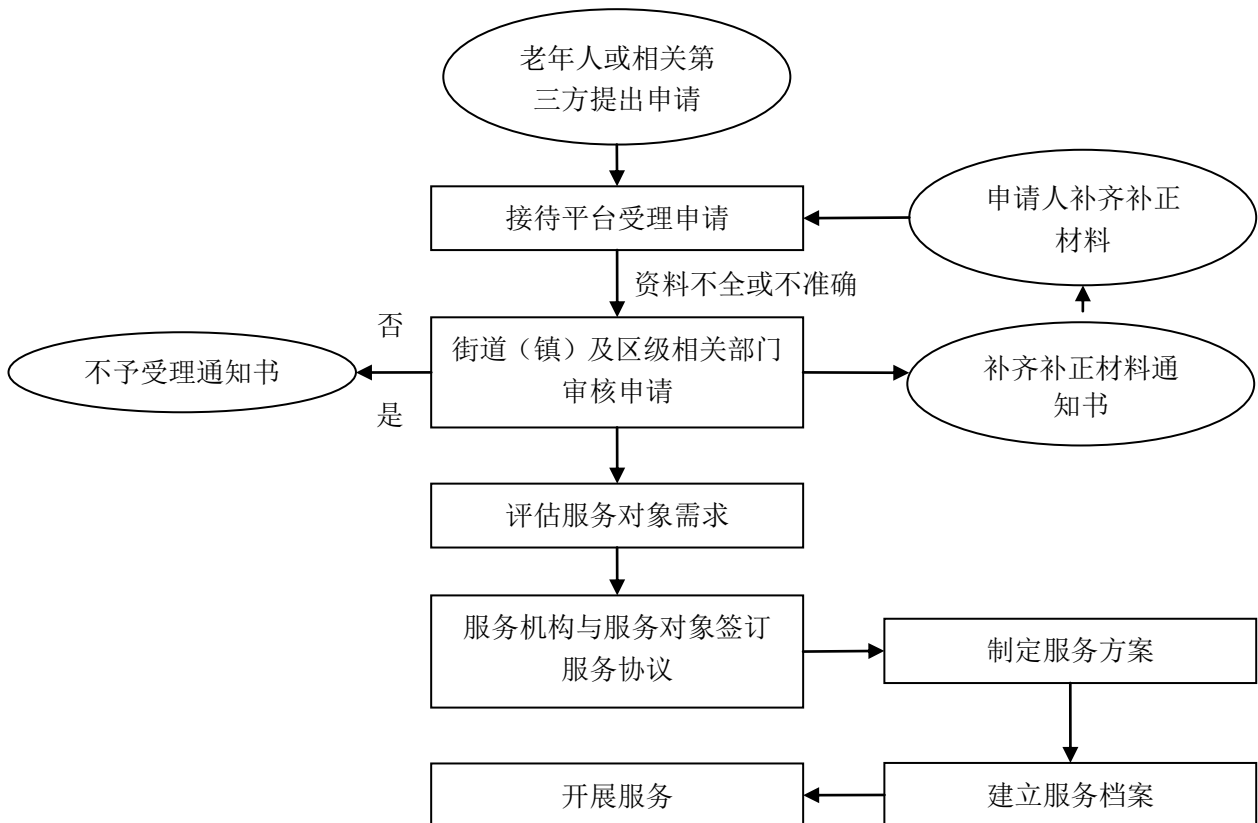 老年人或相关第
三方提出申请
接待平台受理申请
申请人补齐补正
材料
资料不全或不准确
否
不予受理通知书
是
街道（镇）及区级相关部门
审核申请
补齐补正材料通
知书
评估服务对象需求
服务机构与服务对象签订
服务协议
制定服务方案
开展服务
建立服务档案